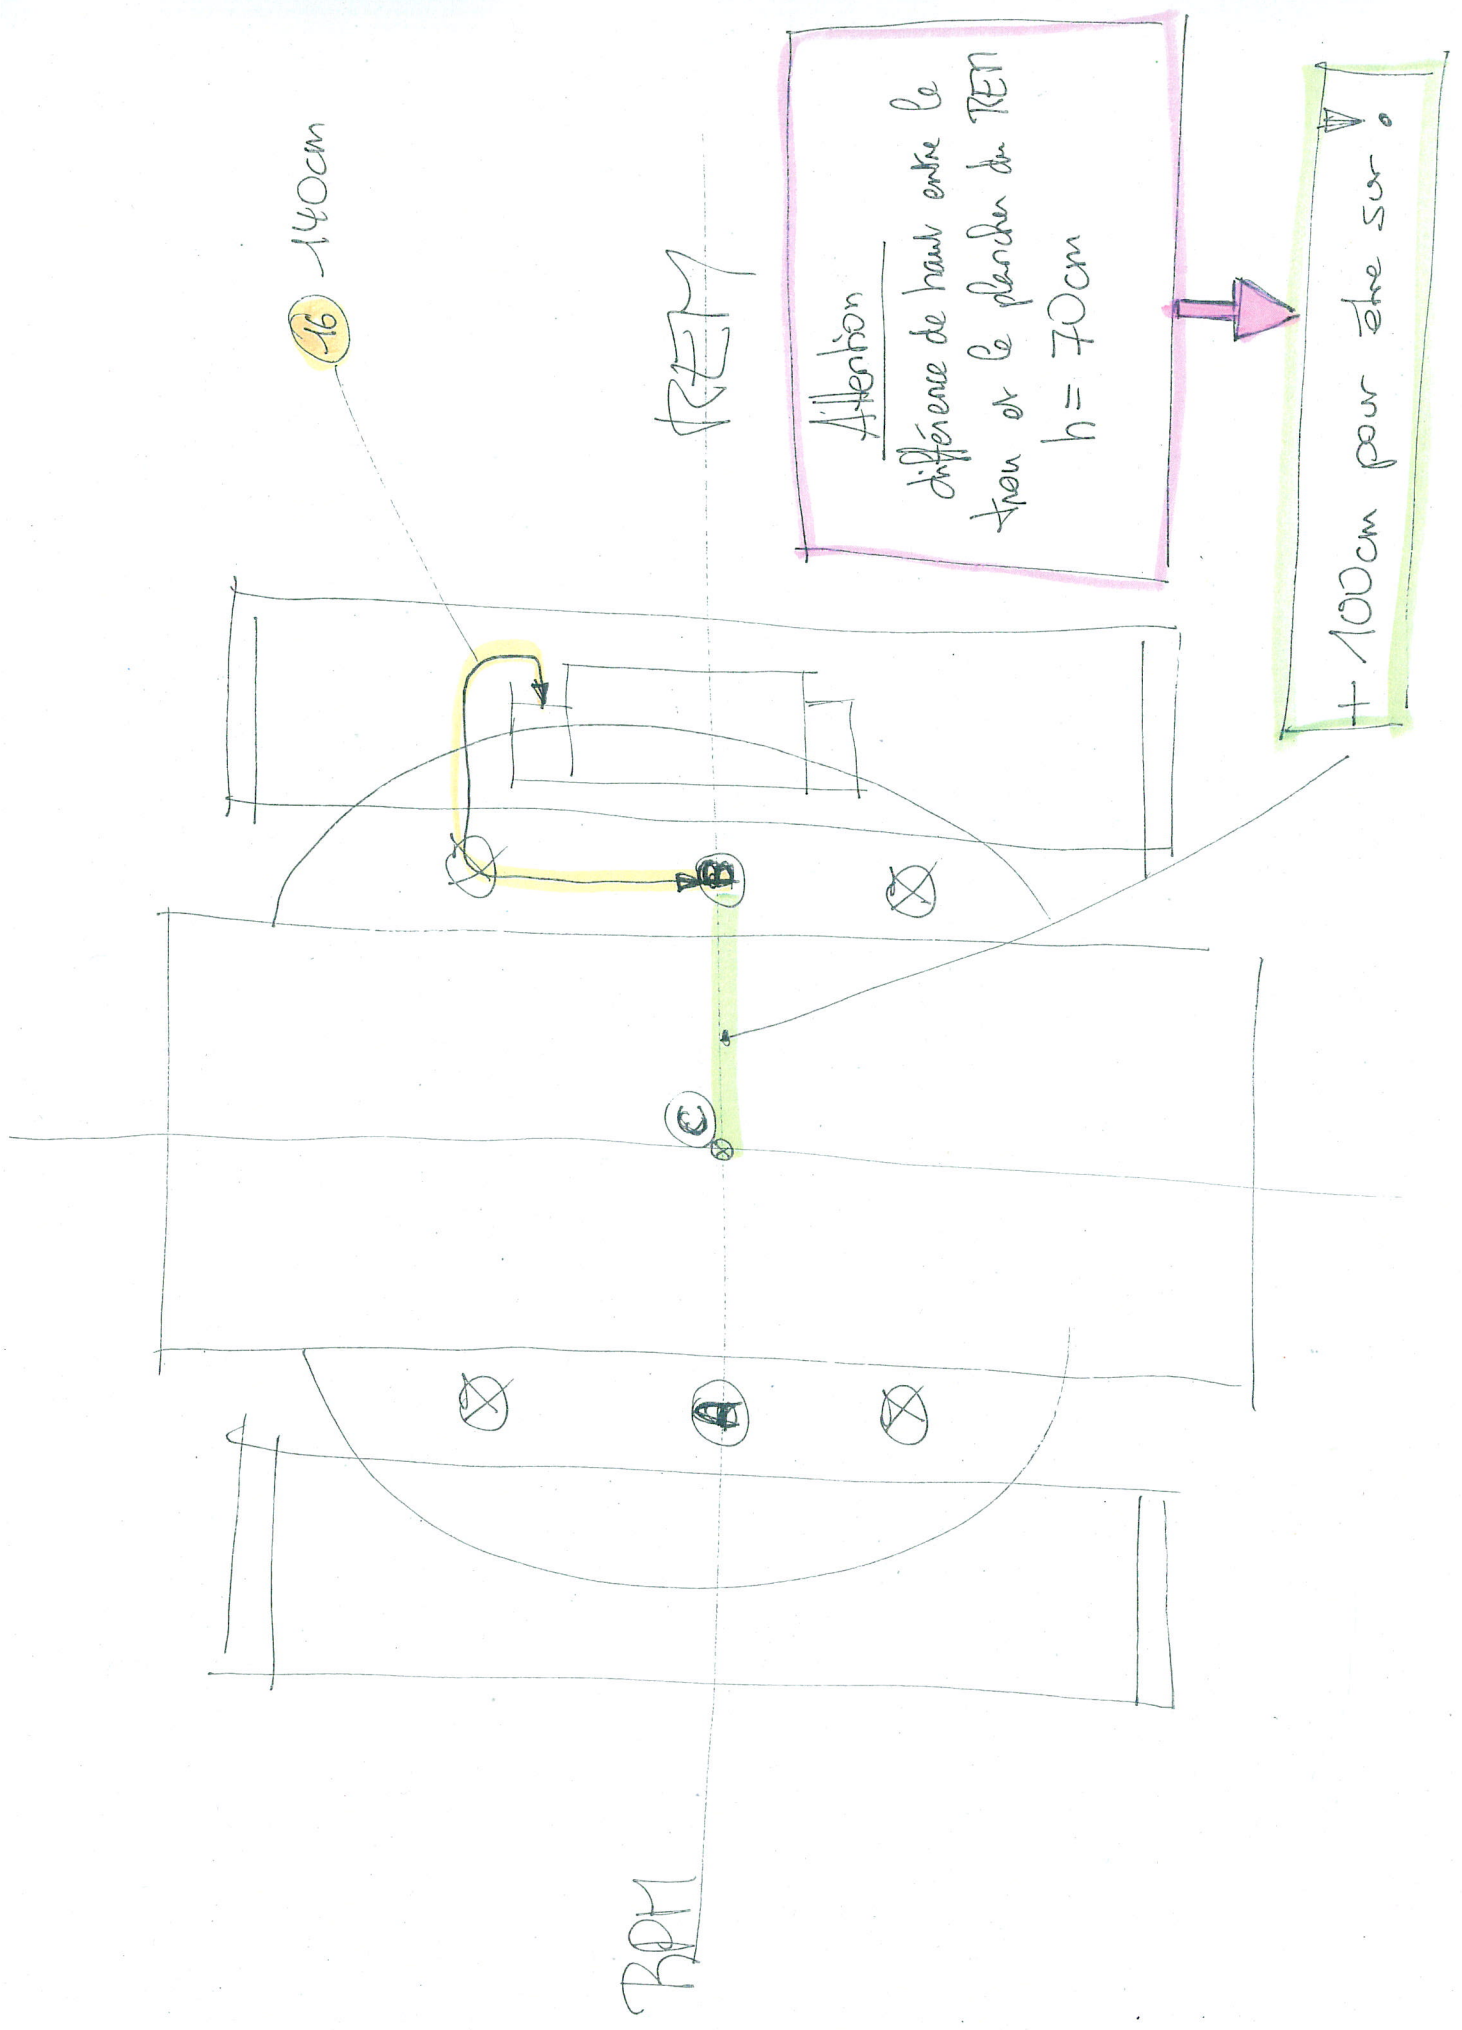 16 - 140cm
BPM
REM
C
A
B
Attention
différence de haut entre le
trou et le plancher du REM
h = 70cm
+ 100cm pour être sur !